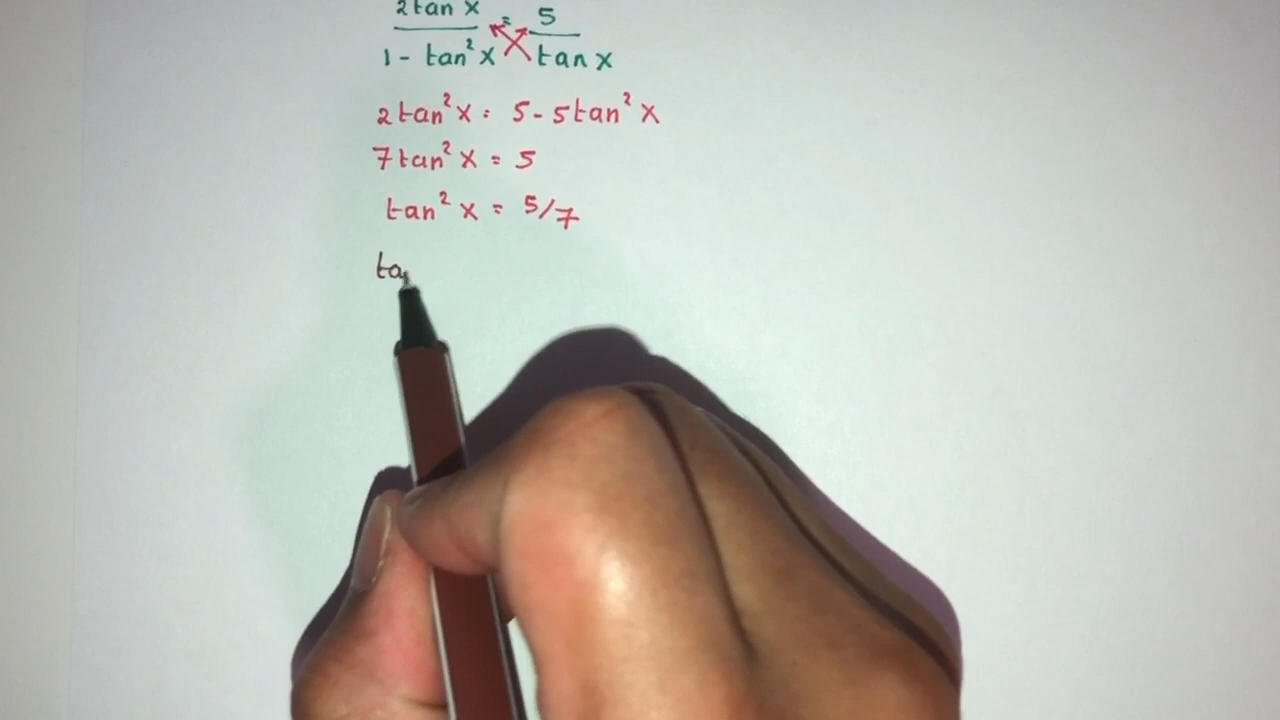 2tan x / 1 - tan²x = 5 / tan x
2tan²x = 5 - 5tan²x
7tan²x = 5
tan²x = 5/7
ta